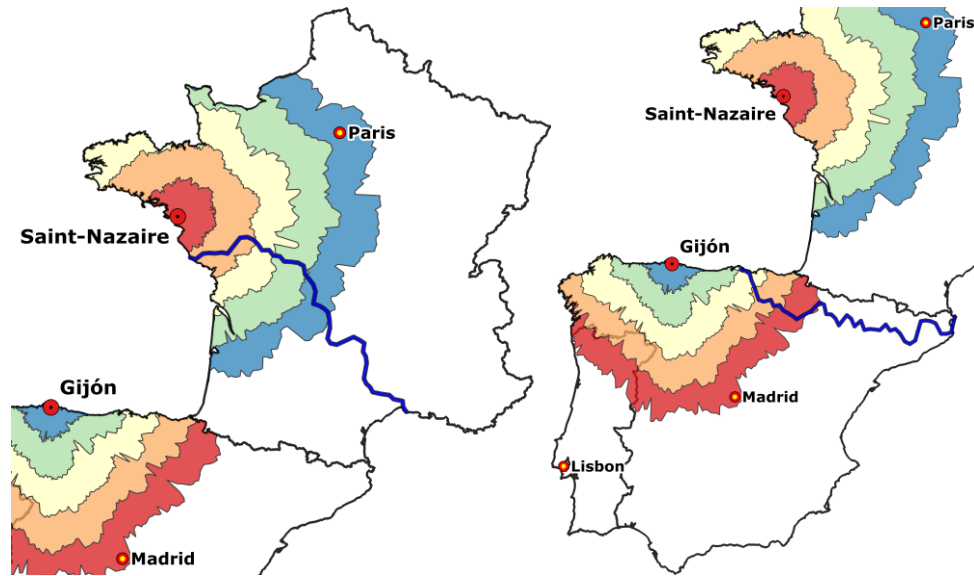 Paris
Saint-Nazaire
Gijón
Madrid
Paris
Saint-Nazaire
Gijón
Madrid
Lisbon